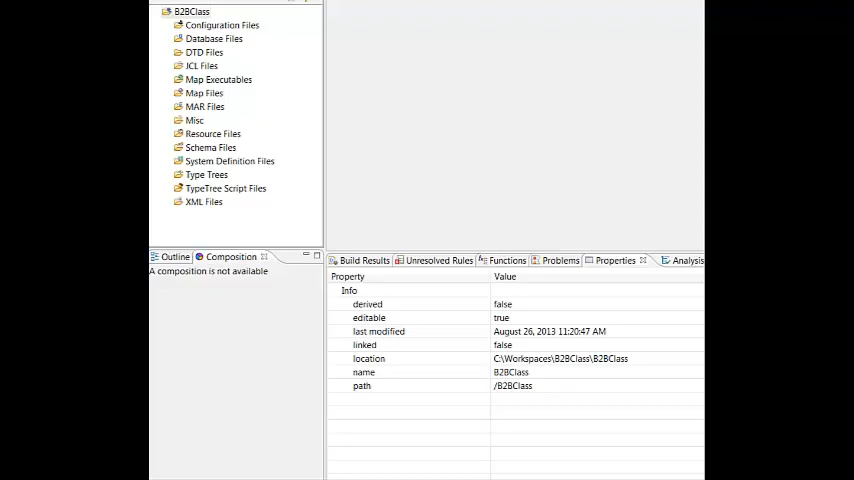 B2BClass
Configuration Files
Database Files
DTD Files
JCL Files
Map Executables
Map Files
MAR Files
Misc
Resource Files
Schema Files
System Definition Files
Type Trees
TypeTree Script Files
XML Files
Outline Composition
A composition is not available
Build Results Unresolved Rules Functions Problems Properties Analysis
Property Value
Info
derived false
editable true
last modified August 26, 2013 11:20:47 AM
linked false
location C:\Workspaces\B2BClass\B2BClass
name B2BClass
path /B2BClass